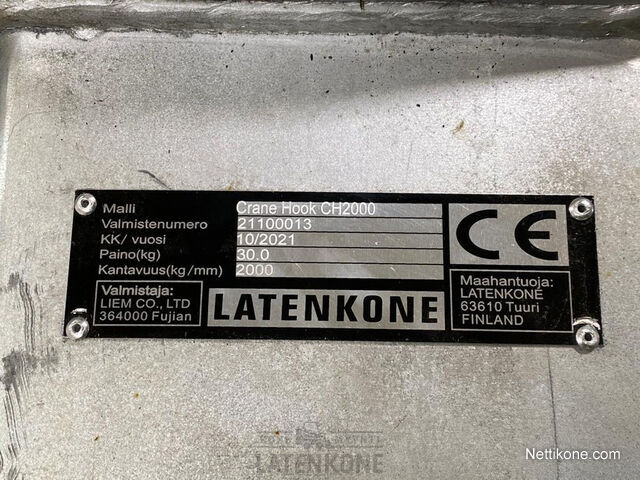 Malli Crane Hook CH2000
Valmistenumero 21100013
KK/ vuosi 10/2021
Paino(kg) 30.0
Kantavuus(kg/mm) 2000
CE
Valmistaja:
LIEM CO., LTD
364000 Fujian
LATENKONE
Maahantuoja:
LATENKONE
63610 Tuuri
FINLAND
LATENKONE
Nettikone.com